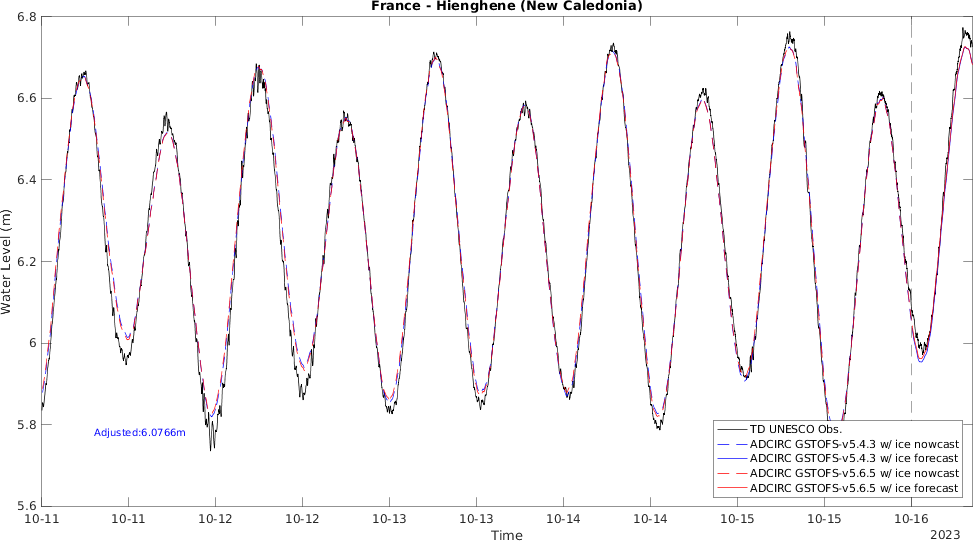 France - Hienghene (New Caledonia)
6.8
6.6
6.4
6.2
6
5.8
5.6
Water Level (m)
Adjusted:6.0766m
TD UNESCO Obs.
ADCIRC GSTOFS-v5.4.3 w/ ice nowcast
ADCIRC GSTOFS-v5.4.3 w/ ice forecast
ADCIRC GSTOFS-v5.6.5 w/ ice nowcast
ADCIRC GSTOFS-v5.6.5 w/ ice forecast
10-11 10-11 10-12 10-12 10-13 10-13 10-14 10-14 10-15 10-15 10-16
Time
2023